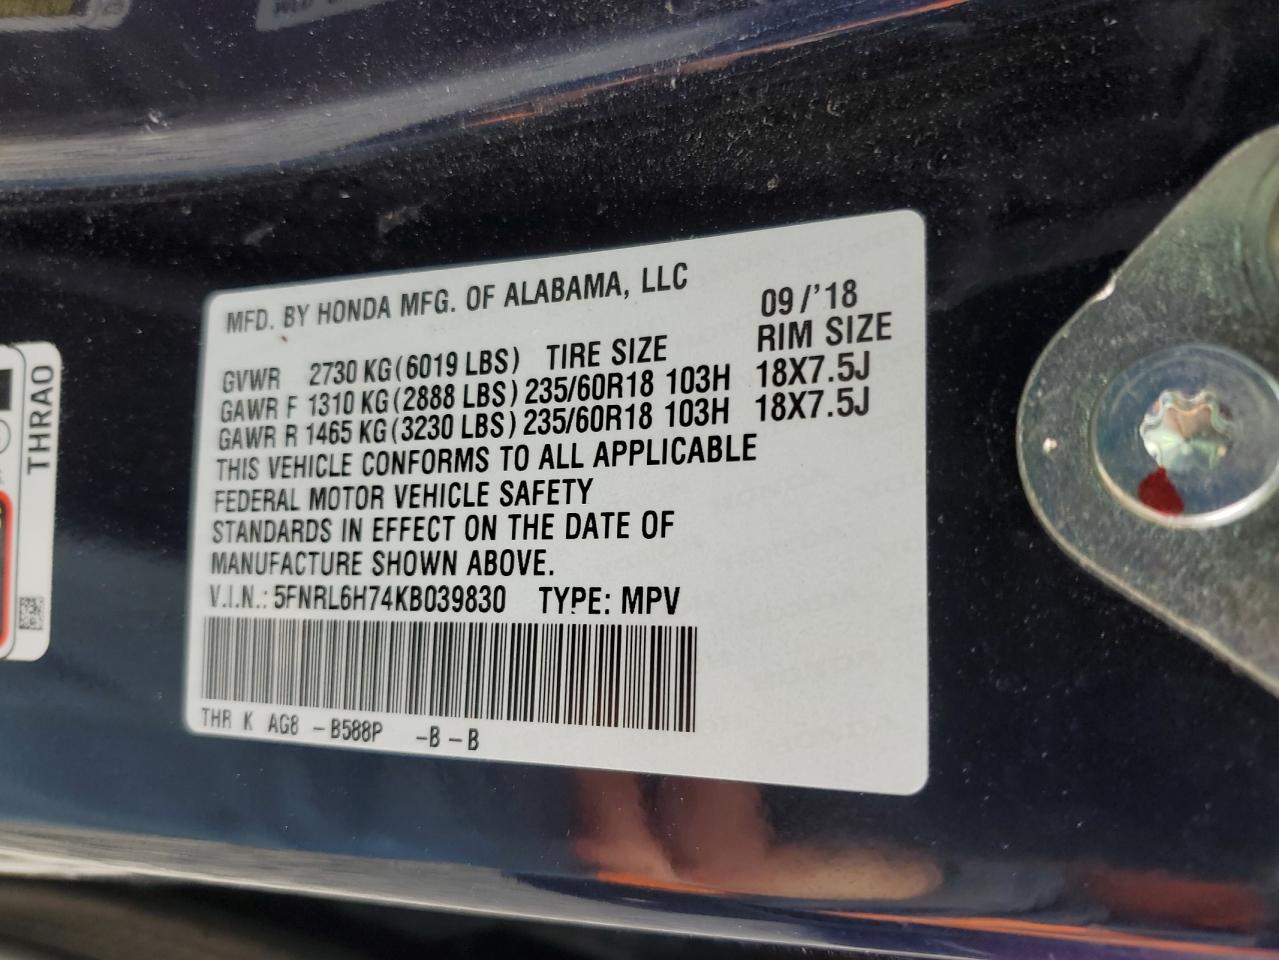 MFD. BY HONDA MFG. OF ALABAMA, LLC 09/'18
GVWR 2730 KG(6019 LBS) TIRE SIZE RIM SIZE
GAWR F 1310 KG(2888 LBS) 235/60R18 103H 18X7.5J
GAWR R 1465 KG(3230 LBS) 235/60R18 103H 18X7.5J
THIS VEHICLE CONFORMS TO ALL APPLICABLE
FEDERAL MOTOR VEHICLE SAFETY
STANDARDS IN EFFECT ON THE DATE OF
MANUFACTURE SHOWN ABOVE.
V.I.N.: 5FNRL6H74KB039830 TYPE: MPV
THR K AG8 -B588P -B-B
THRAO